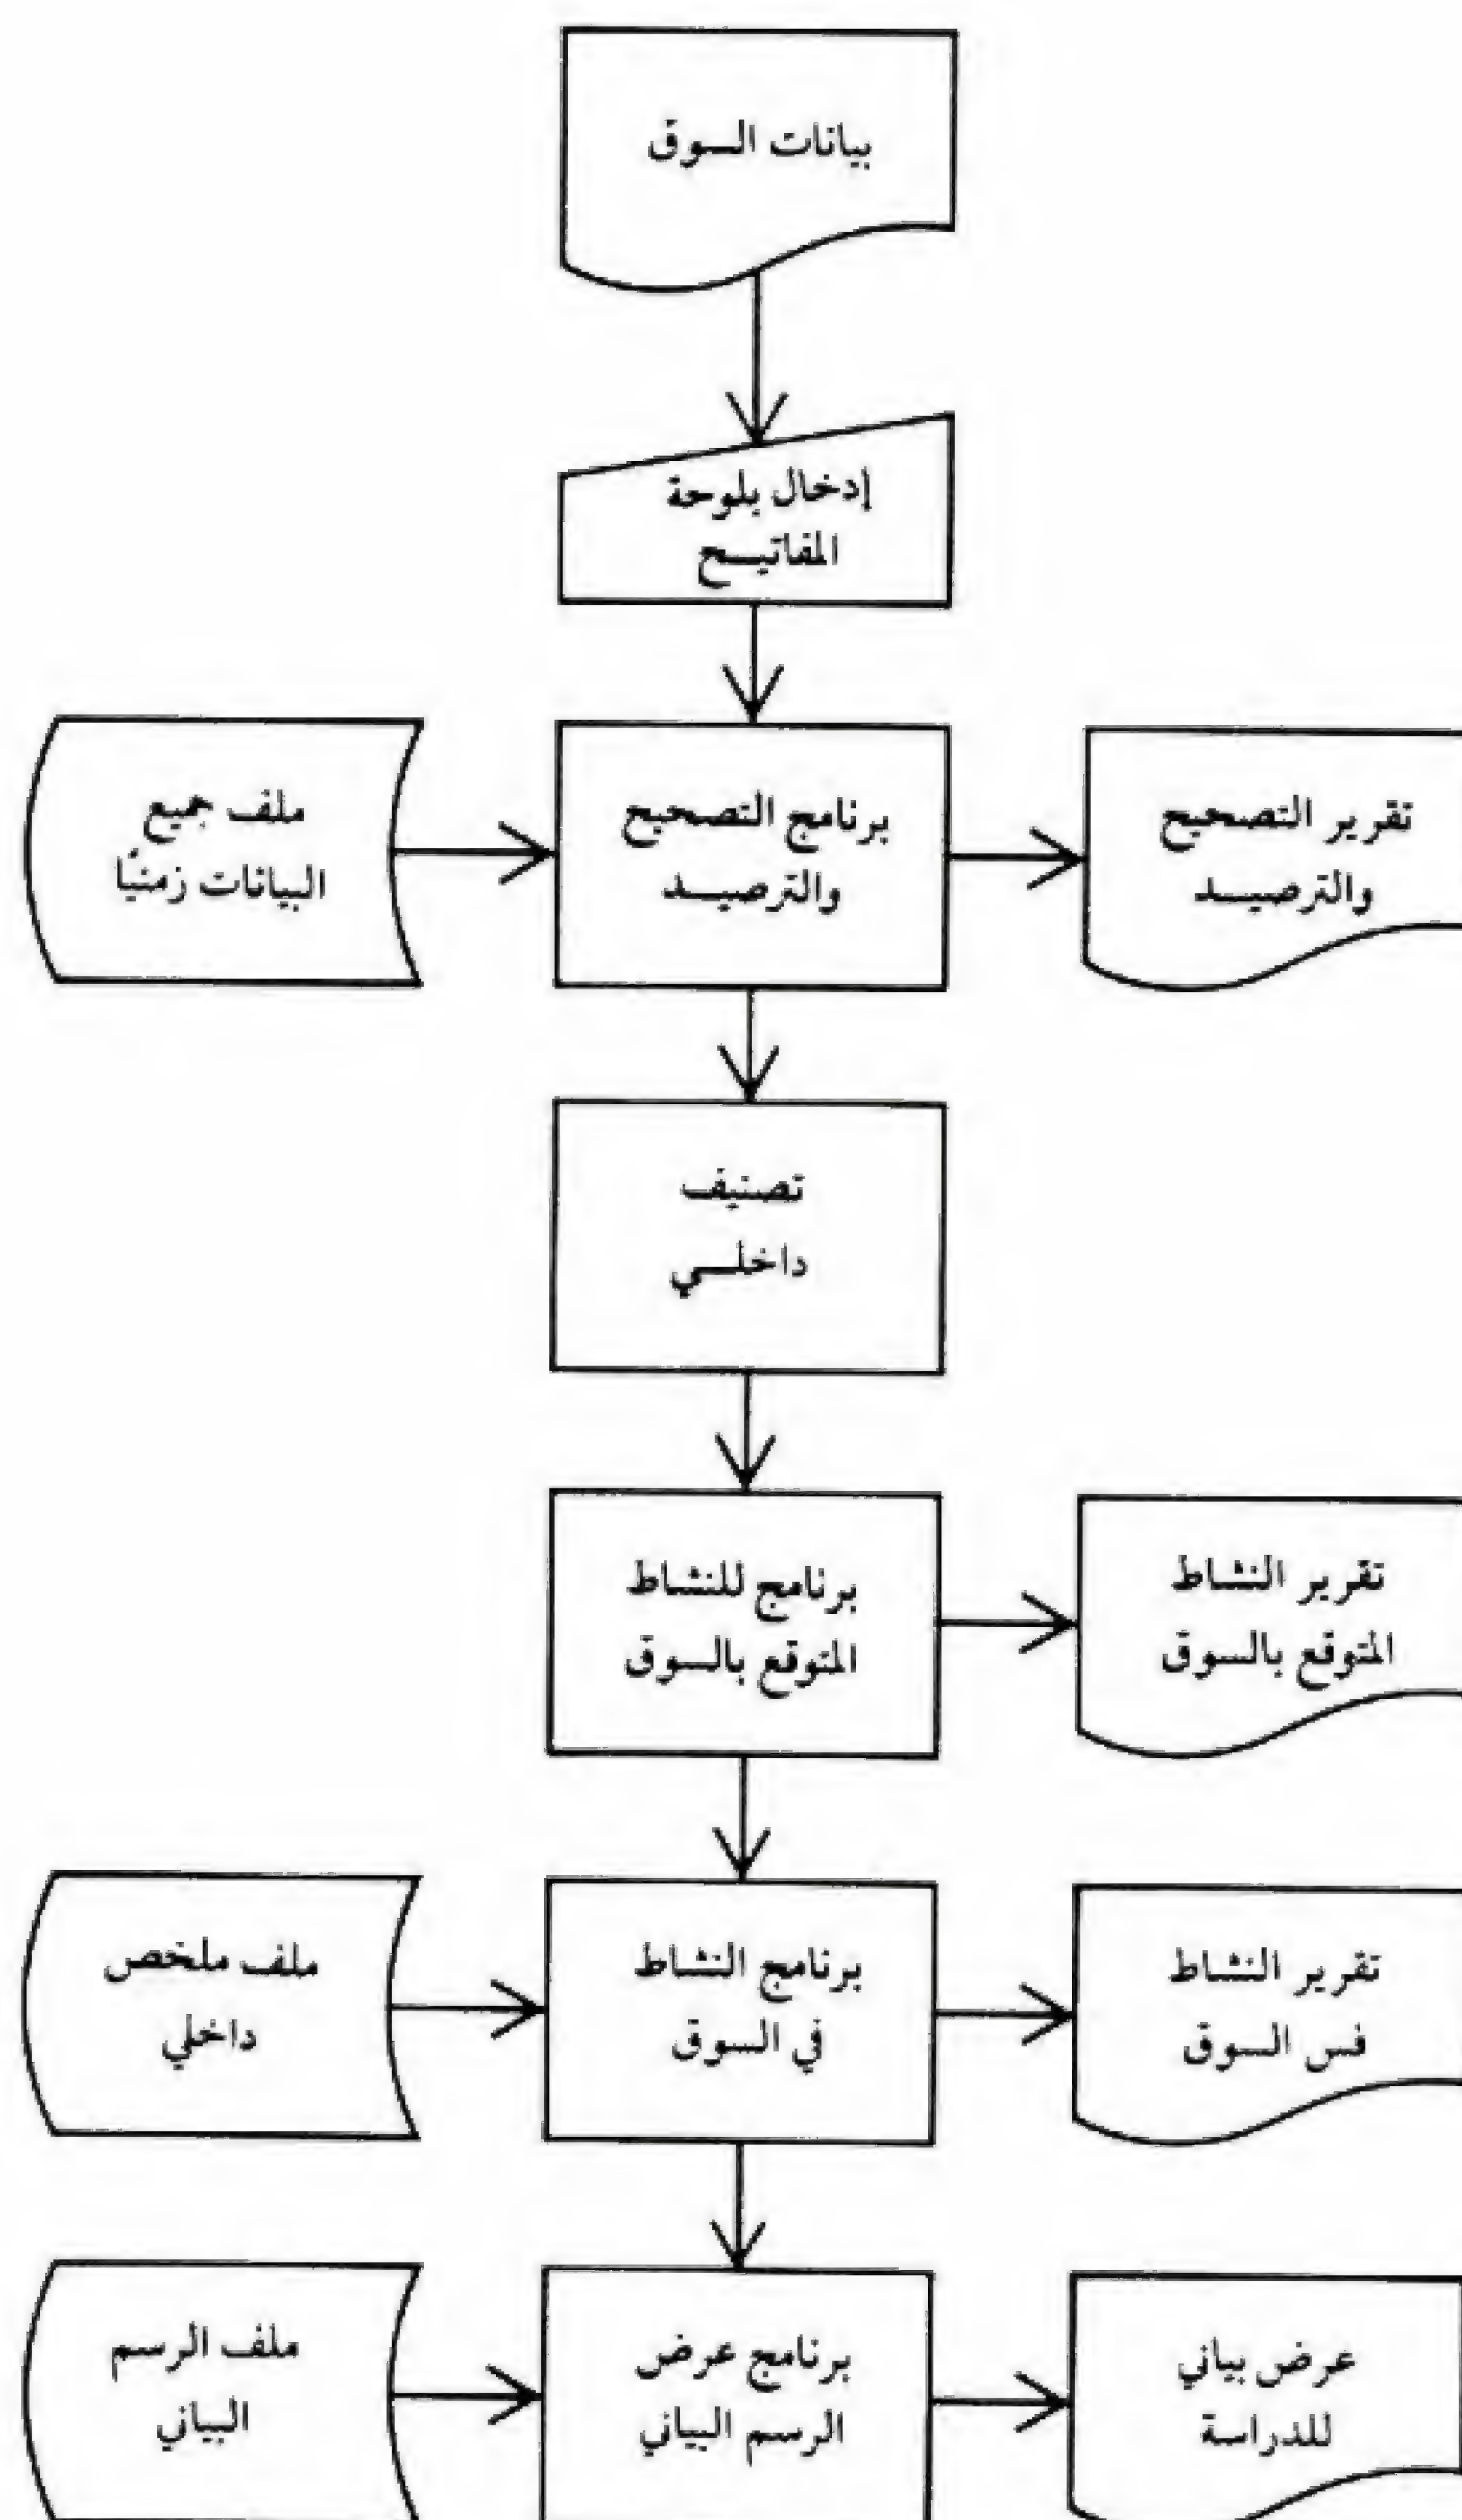 بيانات السوق
إدخال بلوحة
المفاتيح
ملف جميع
البيانات زمنيًا
برنامج التصحيح
والترصيد
تقرير التصحيح
والترصيد
تصنيف
داخلي
برنامج للنشاط
المتوقع بالسوق
تقرير النشاط
المتوقع بالسوق
ملف ملخص
داخلي
برنامج النشاط
في السوق
تقرير النشاط
فس السوق
ملف الرسم
البياني
برنامج عرض
الرسم البياني
عرض بياني
للدراسة